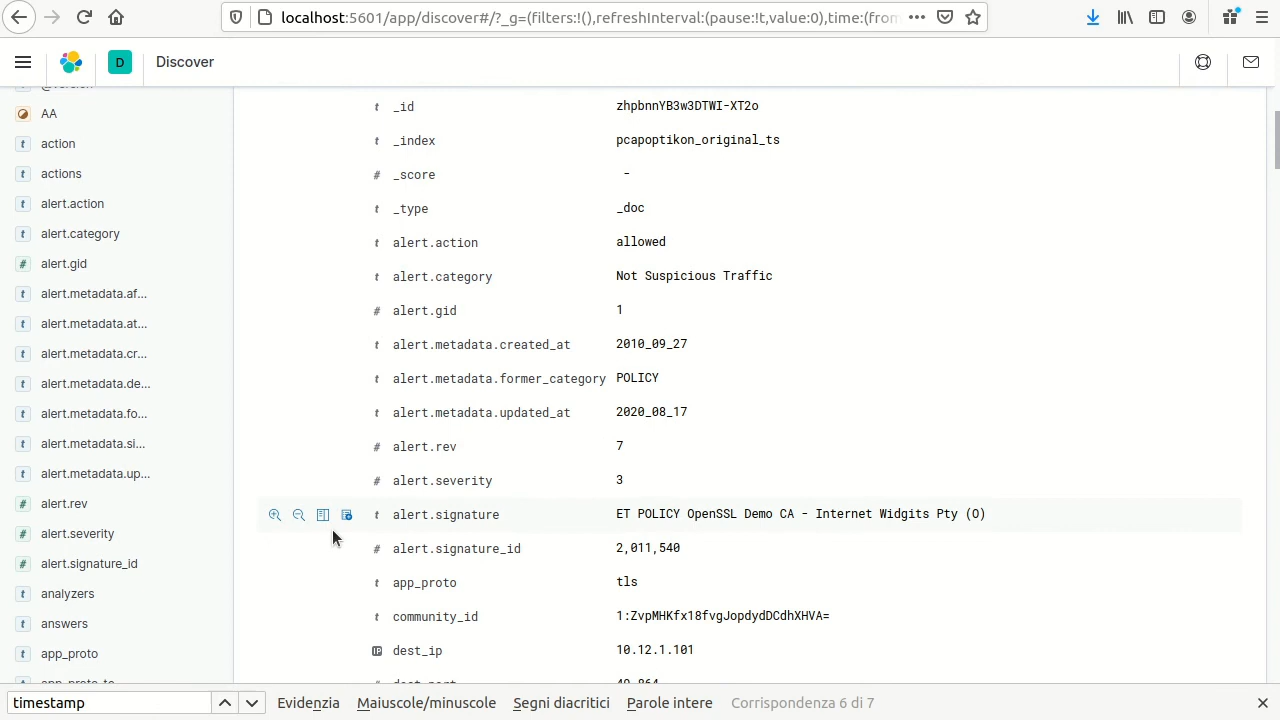 localhost:5601/app/discover#/?_g=(filters:!(),refreshInterval:(pause:!t,value:0),time:(from
D Discover
@version
AA
action
actions
alert.action
alert.category
alert.gid
alert.metadata.af...
alert.metadata.at...
alert.metadata.cr...
alert.metadata.de...
alert.metadata.fo...
alert.metadata.si...
alert.metadata.up...
alert.rev
alert.severity
alert.signature_id
analyzers
answers
app_proto
t _id zhpbnnYB3w3DTWI-XT2o
t _index pcapoptikon_original_ts
# _score -
t _type _doc
t alert.action allowed
t alert.category Not Suspicious Traffic
# alert.gid 1
t alert.metadata.created_at 2010_09_27
t alert.metadata.former_category POLICY
t alert.metadata.updated_at 2020_08_17
# alert.rev 7
# alert.severity 3
t alert.signature ET POLICY OpenSSL Demo CA - Internet Widgits Pty (O)
# alert.signature_id 2,011,540
t app_proto tls
t community_id 1:ZvpMHKfx18fvgJopdydDCdhXHVA=
IP dest_ip 10.12.1.101
timestamp Evidenzia Maiuscole/minuscole Segni diacritici Parole intere Corrispondenza 6 di 7